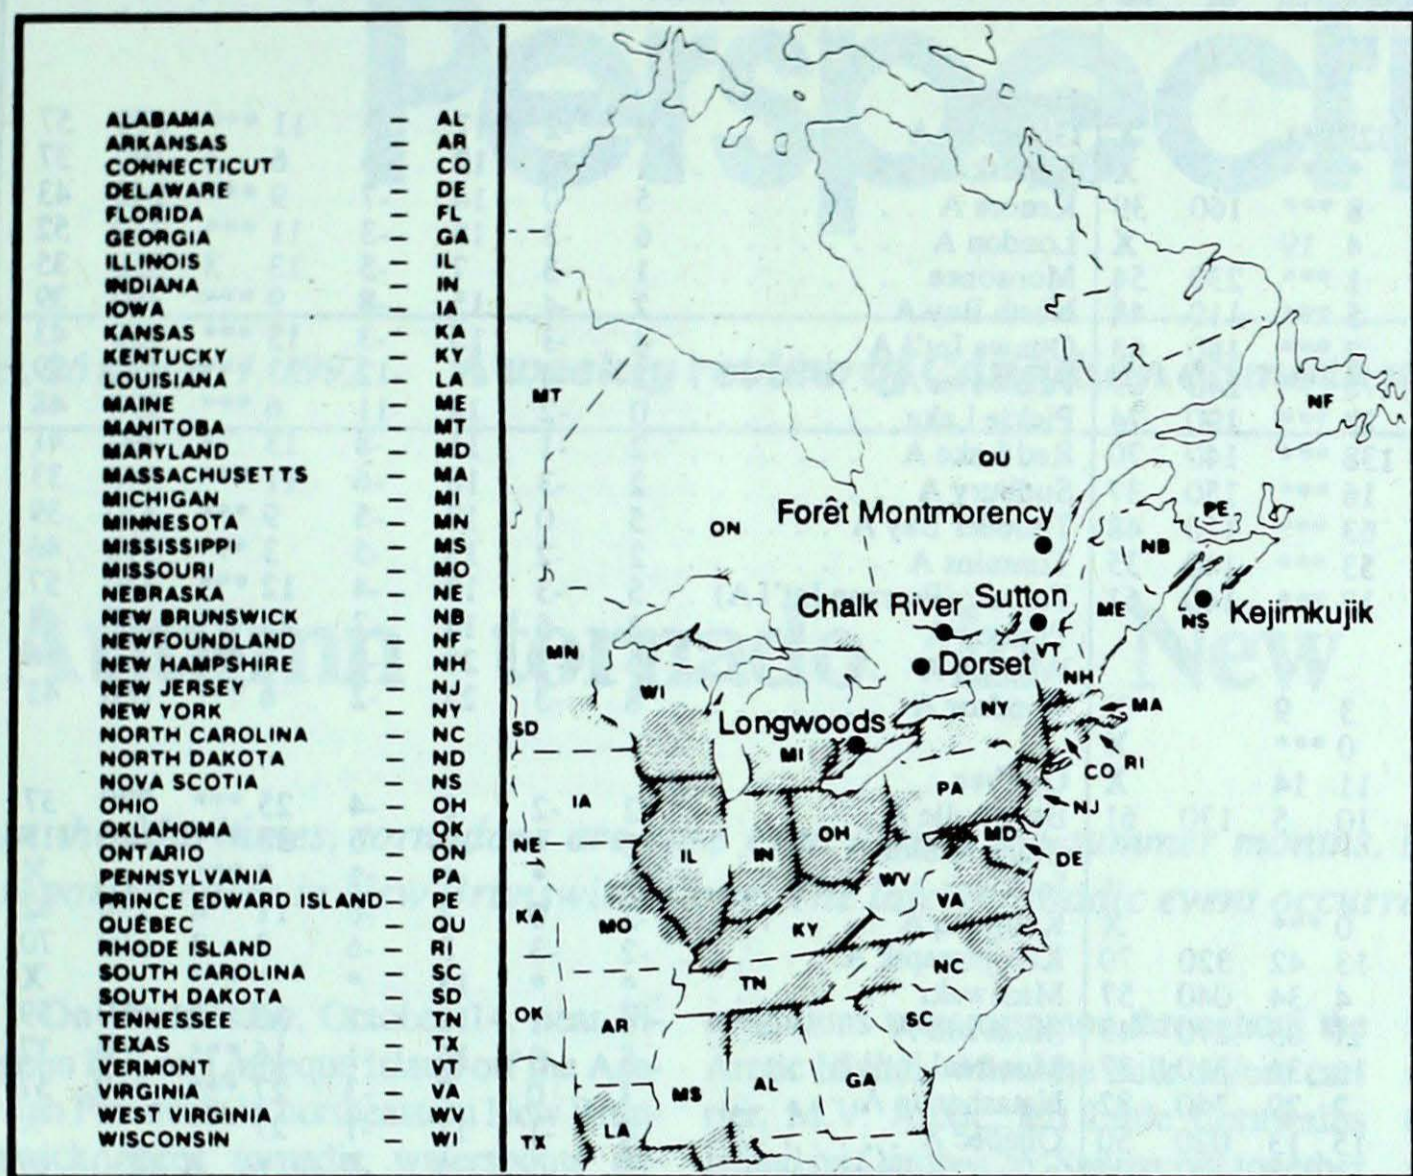 ALABAMA – AL
ARKANSAS – AR
CONNECTICUT – CO
DELAWARE – DE
FLORIDA – FL
GEORGIA – GA
ILLINOIS – IL
INDIANA – IN
IOWA – IA
KANSAS – KA
KENTUCKY – KY
LOUISIANA – LA
MAINE – ME
MANITOBA – MT
MARYLAND – MD
MASSACHUSETTS – MA
MICHIGAN – MI
MINNESOTA – MN
MISSISSIPPI – MS
MISSOURI – MO
NEBRASKA – NE
NEW BRUNSWICK – NB
NEWFOUNDLAND – NF
NEW HAMPSHIRE – NH
NEW JERSEY – NJ
NEW YORK – NY
NORTH CAROLINA – NC
NORTH DAKOTA – ND
NOVA SCOTIA – NS
OHIO – OH
OKLAHOMA – OK
ONTARIO – ON
PENNSYLVANIA – PA
PRINCE EDWARD ISLAND – PE
QUÉBEC – QU
RHODE ISLAND – RI
SOUTH CAROLINA – SC
SOUTH DAKOTA – SD
TENNESSEE – TN
TEXAS – TX
VERMONT – VT
VIRGINIA – VA
WEST VIRGINIA – WV
WISCONSIN – WI
MT
NF
QU
Forêt Montmorency
PE
ON
NB
Chalk River
Sutton
ME
NS
Kejimkujik
MN
VT
Dorset
NH
WI
NY
MA
Longwoods
SD
MI
CO
RI
IA
PA
NJ
OH
MD
NE
IL
IN
DE
WV
VA
KA
MO
KY
TN
NC
OK
AR
SC
AL
GA
MS
LA
TX